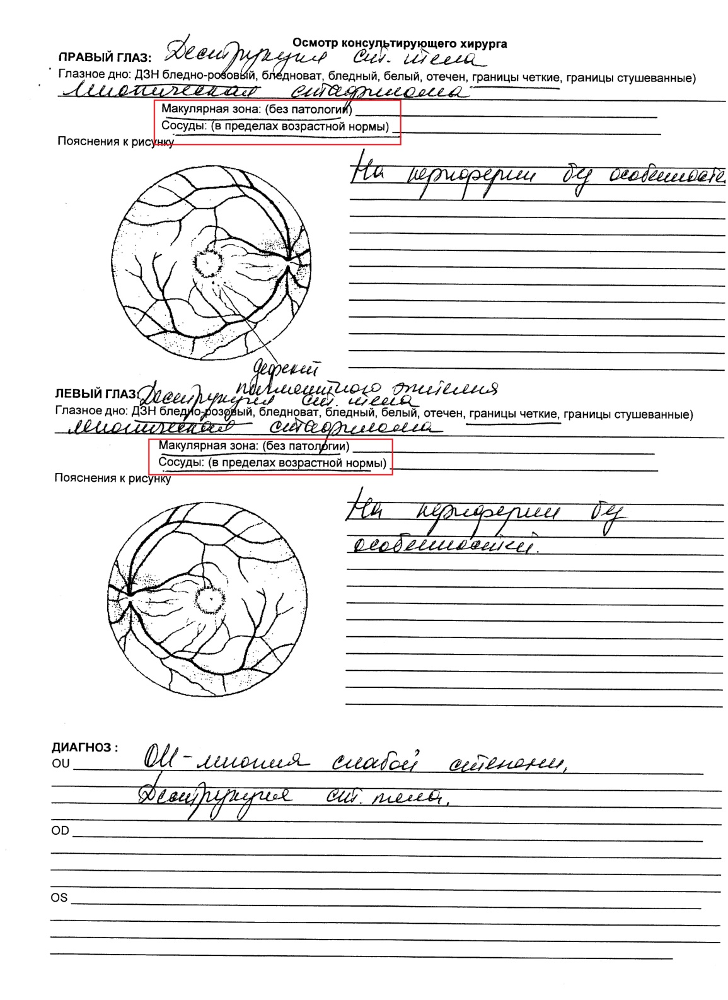 Осмотр консультирующего хирурга
ПРАВЫЙ ГЛАЗ: Деструкция ст. тела
Глазное дно: ДЗН бледно-розовый, бледноват, бледный, белый, отечен, границы четкие, границы стушеванные)
миопическая стафилома
Макулярная зона: (без патологии)
Сосуды: (в пределах возрастной нормы)
Пояснения к рисунку
На периферии б/у особенносте
дефект
пигментного эпителия
ЛЕВЫЙ ГЛАЗ: Деструкция ст. тела
Глазное дно: ДЗН бледно-розовый, бледноват, бледный, белый, отечен, границы четкие, границы стушеванные)
миопическая стафилома
Макулярная зона: (без патологии)
Сосуды: (в пределах возрастной нормы)
Пояснения к рисунку
На периферии б/у
особенностей.
ДИАГНОЗ :
OU OU - миопия слабой степени,
Деструкция ст. тела.
OD
OS